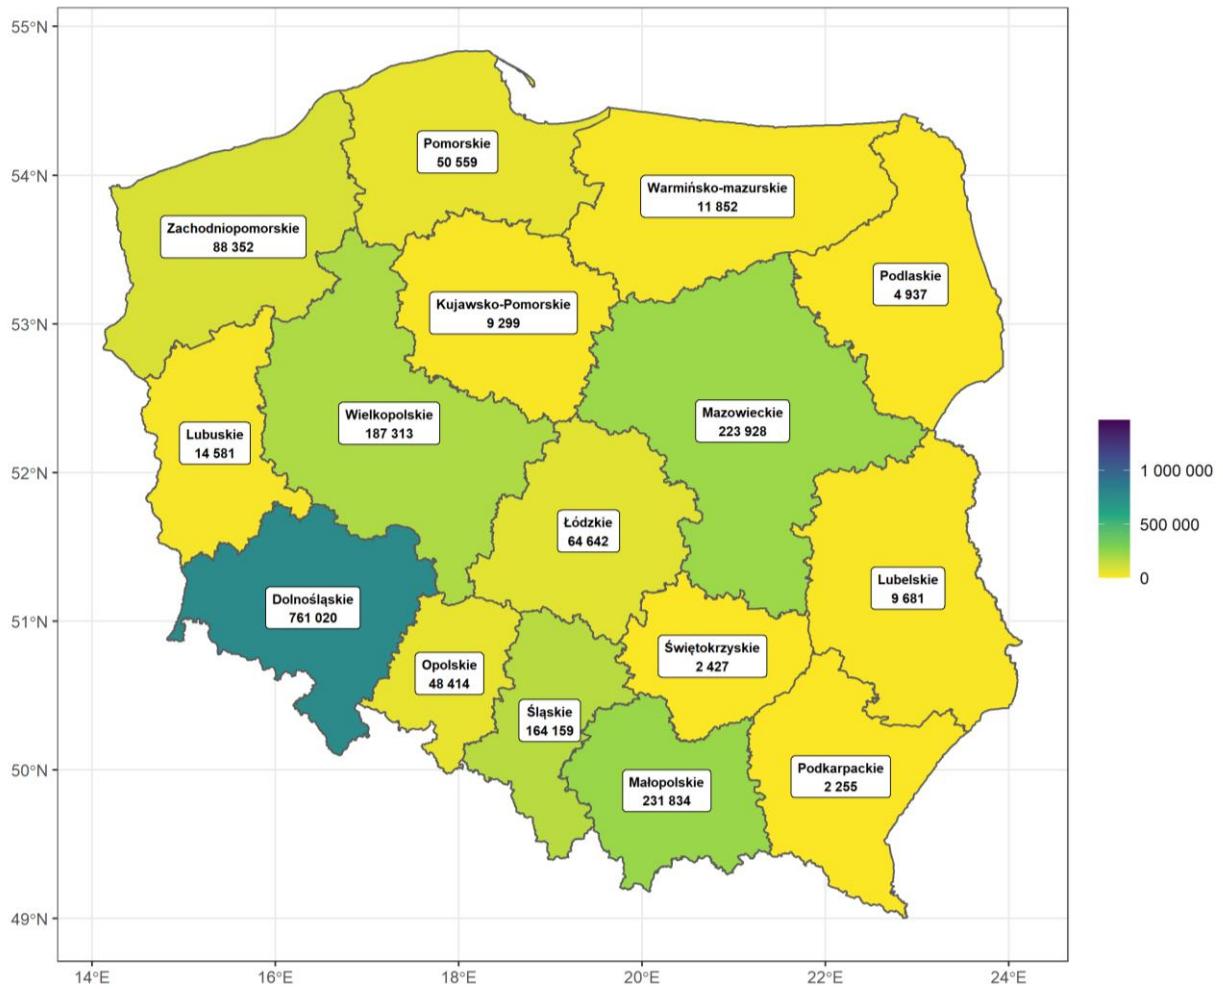 55°N
54°N
53°N
52°N
51°N
50°N
49°N
Pomorskie
50 559
Warmińsko-mazurskie
11 852
Zachodniopomorskie
88 352
Podlaskie
4 937
Kujawsko-Pomorskie
9 299
Wielkopolskie
187 313
Mazowieckie
223 928
Lubuskie
14 581
Łódzkie
64 642
Lubelskie
9 681
Dolnośląskie
761 020
Świętokrzyskie
2 427
Opolskie
48 414
Śląskie
164 159
Małopolskie
231 834
Podkarpackie
2 255
1 000 000
500 000
0
14°E
16°E
18°E
20°E
22°E
24°E